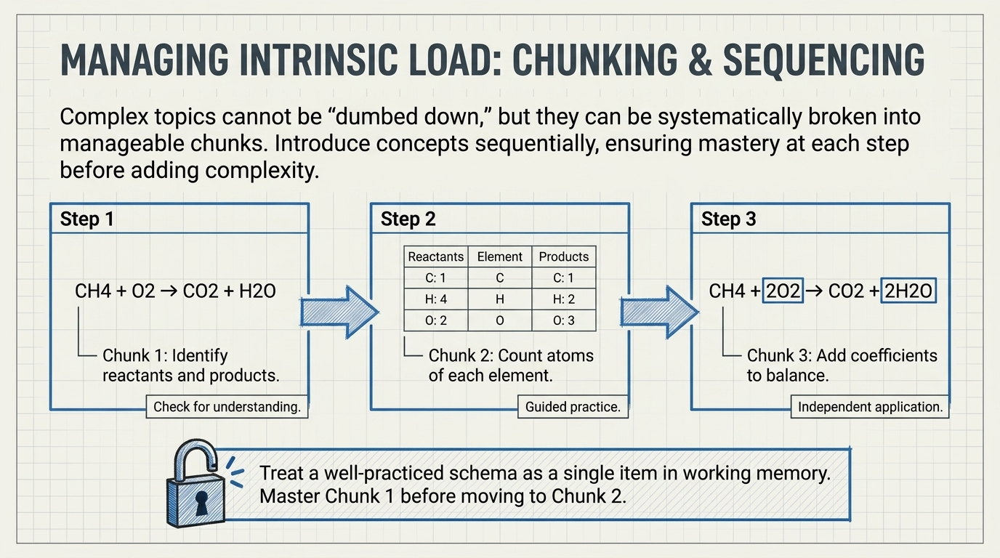 MANAGING INTRINSIC LOAD: CHUNKING & SEQUENCING
Complex topics cannot be “dumbed down,” but they can be systematically broken into
manageable chunks. Introduce concepts sequentially, ensuring mastery at each step
before adding complexity.
Step 1
CH4 + O2 → CO2 + H2O
Chunk 1: Identify
reactants and products.
Check for understanding.
Step 2
Reactants Element Products
C: 1 C C: 1
H: 4 H H: 2
O: 2 O O: 3
Chunk 2: Count atoms
of each element.
Guided practice.
Step 3
CH4 + 2O2 → CO2 + 2H2O
Chunk 3: Add coefficients
to balance.
Independent application.
Treat a well-practiced schema as a single item in working memory.
Master Chunk 1 before moving to Chunk 2.